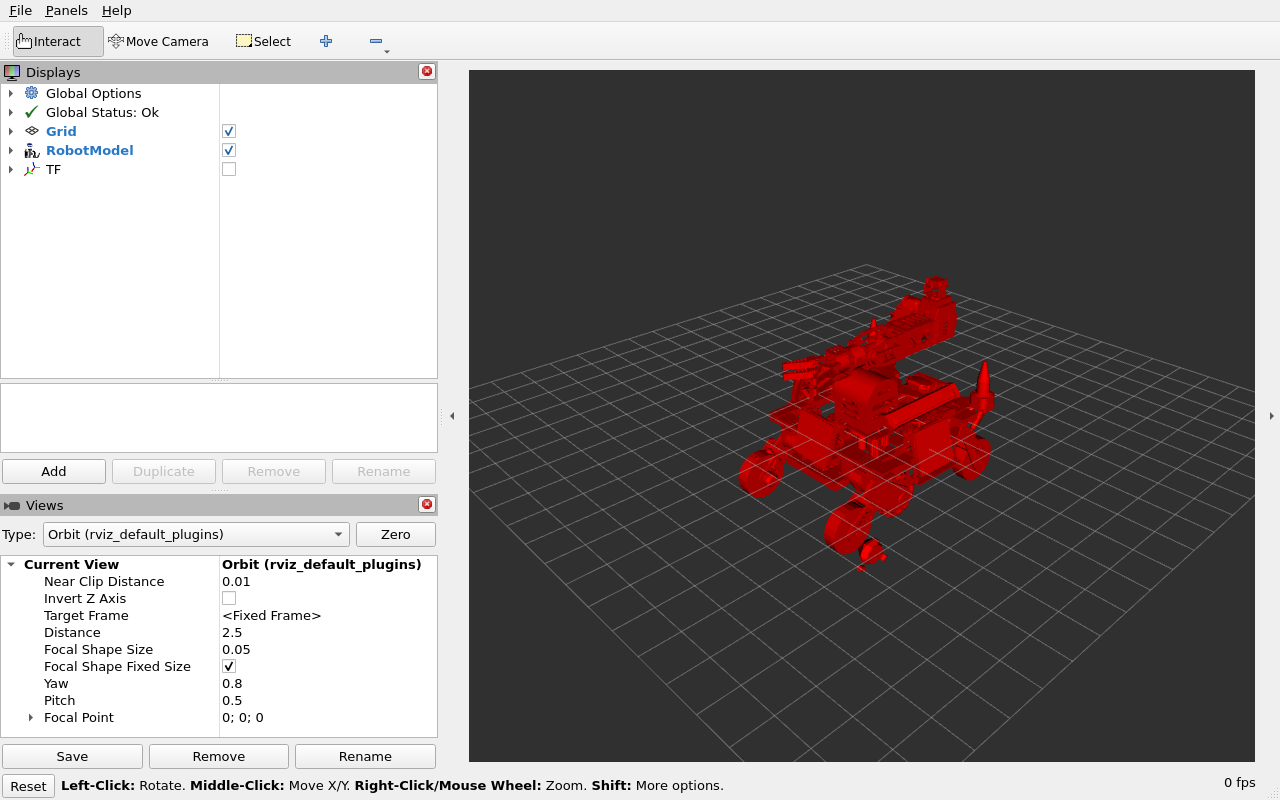 File Panels Help
Interact Move Camera Select
Displays
Global Options
Global Status: Ok
Grid
RobotModel
TF
Add Duplicate Remove Rename
Views
Type: Orbit (rviz_default_plugins) Zero
Current View Orbit (rviz_default_plugins)
Near Clip Distance 0.01
Invert Z Axis
Target Frame <Fixed Frame>
Distance 2.5
Focal Shape Size 0.05
Focal Shape Fixed Size
Yaw 0.8
Pitch 0.5
Focal Point 0; 0; 0
Save Remove Rename
Reset Left-Click: Rotate. Middle-Click: Move X/Y. Right-Click/Mouse Wheel: Zoom. Shift: More options. 0 fps